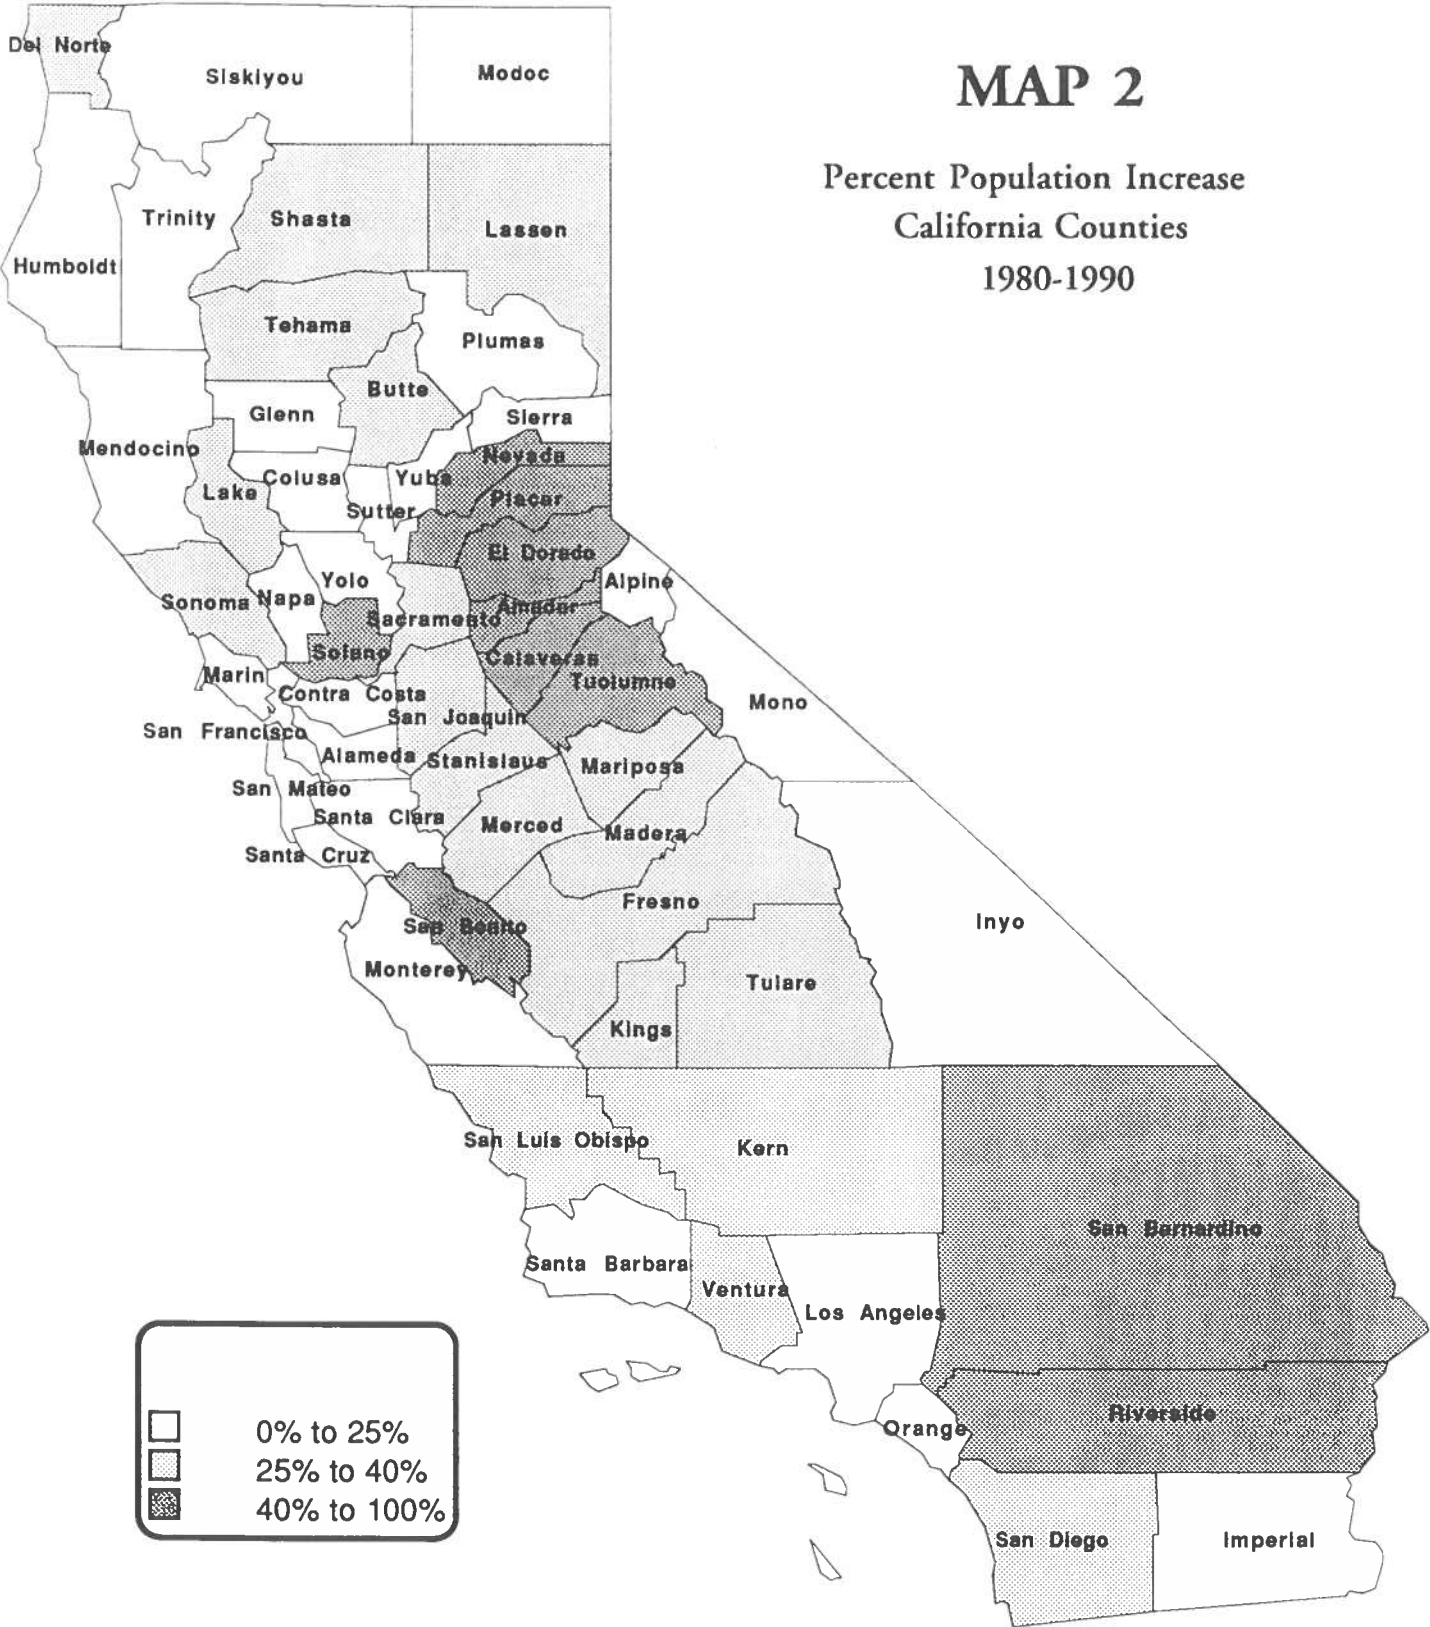 MAP 2
Percent Population Increase
California Counties
1980-1990
Del Norte
Siskiyou
Modoc
Trinity
Shasta
Lassen
Humboldt
Tehama
Plumas
Butte
Glenn
Sierra
Mendocino
Nevada
Colusa
Yuba
Lake
Placar
Sutter
El Dorado
Yolo
Alpine
Sonoma
Napa
Amador
Sacramento
Solano
Calaveras
Marin
Tuolumne
Contra Costa
Mono
San Joaquin
San Francisco
Alameda
Stanislaus
Mariposa
San Mateo
Santa Clara
Merced
Madera
Santa Cruz
Fresno
Inyo
San Benito
Monterey
Tulare
Kings
San Luis Obispo
Kern
San Barnardino
Santa Barbara
Ventura
Los Angeles
Riverside
Orange
San Diego
Imperial
0% to 25%
25% to 40%
40% to 100%